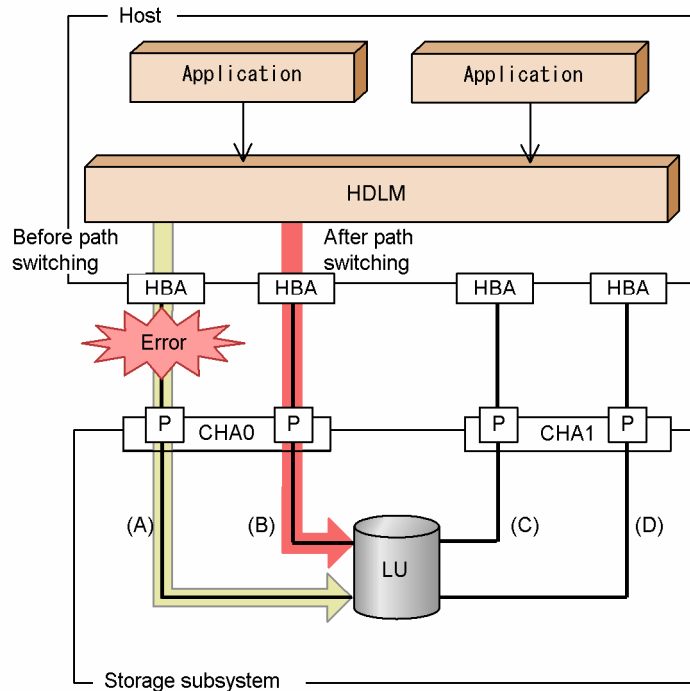 Host
Application
Application
HDLM
Before path
switching
After path
switching
HBA
HBA
HBA
HBA
Error
P
CHA0
P
P
CHA1
P
(A)
(B)
(C)
(D)
LU
Storage subsystem